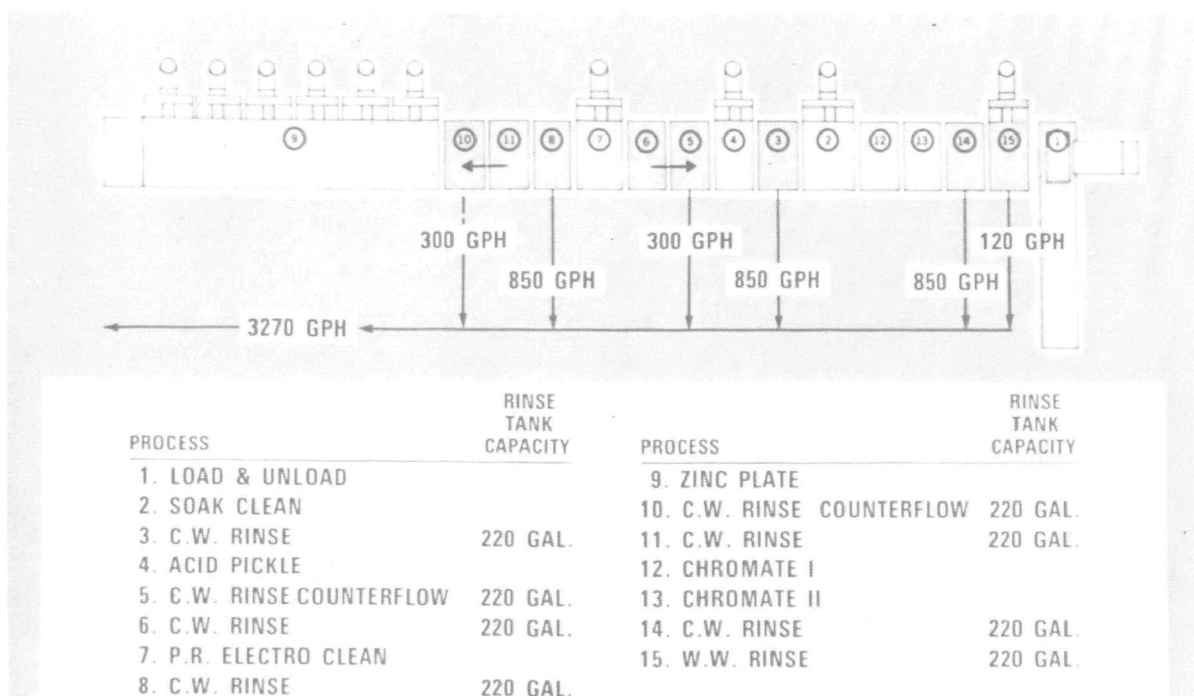 9 10 11 8 7 6 5 4 3 2 12 13 14 15 1
300 GPH 300 GPH 120 GPH
850 GPH 850 GPH 850 GPH
3270 GPH
PROCESS RINSE TANK CAPACITY
1. LOAD & UNLOAD
2. SOAK CLEAN
3. C.W. RINSE 220 GAL.
4. ACID PICKLE
5. C.W. RINSE COUNTERFLOW 220 GAL.
6. C.W. RINSE 220 GAL.
7. P.R. ELECTRO CLEAN
8. C.W. RINSE 220 GAL.
PROCESS RINSE TANK CAPACITY
9. ZINC PLATE
10. C.W. RINSE COUNTERFLOW 220 GAL.
11. C.W. RINSE 220 GAL.
12. CHROMATE I
13. CHROMATE II
14. C.W. RINSE 220 GAL.
15. W.W. RINSE 220 GAL.